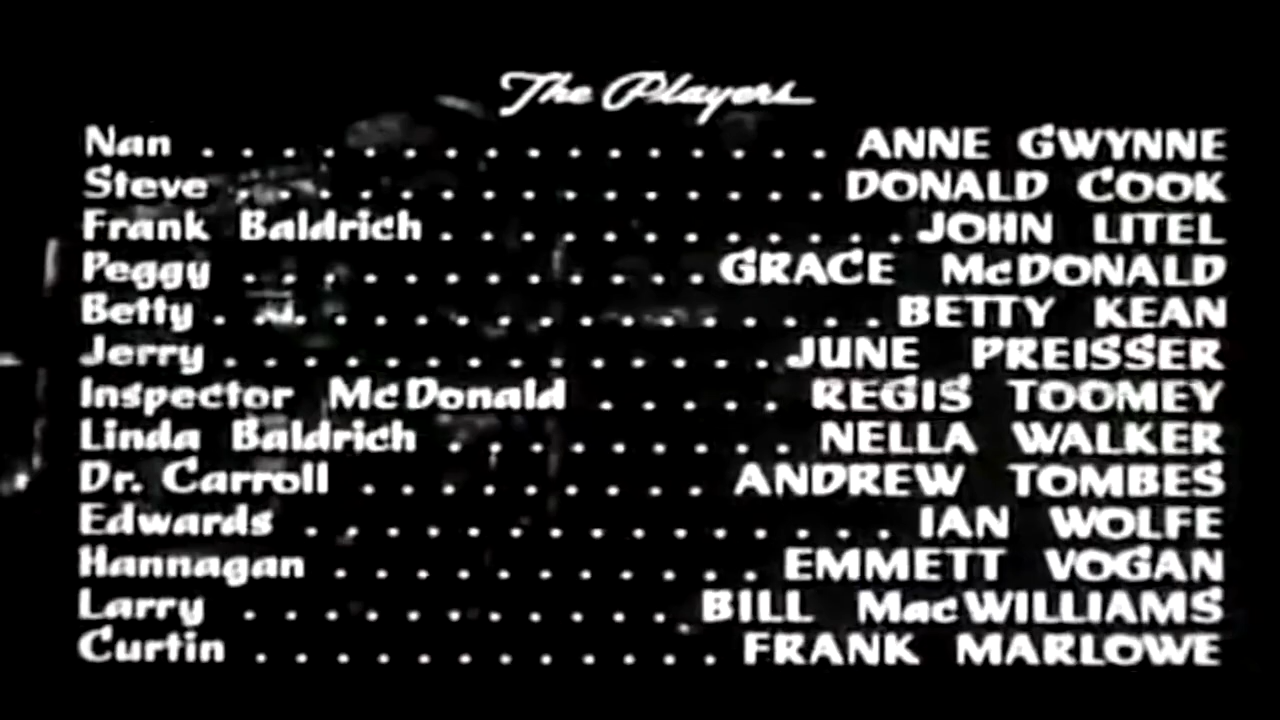 The Players
Nan . . . . . . . . . . . . . . . . ANNE GWYNNE
Steve . . . . . . . . . . . . . . . DONALD COOK
Frank Baldrich . . . . . . . . . . . . JOHN LITEL
Peggy . . . . . . . . . . . . GRACE McDONALD
Betty . . . . . . . . . . . . . . . . . BETTY KEAN
Jerry . . . . . . . . . . . . . . JUNE PREISSER
Inspector McDonald . . . . . REGIS TOOMEY
Linda Baldrich . . . . . . . . . NELLA WALKER
Dr. Carroll . . . . . . . . . ANDREW TOMBES
Edwards . . . . . . . . . . . . . . . IAN WOLFE
Hannagan . . . . . . . . . . . EMMETT VOGAN
Larry . . . . . . . . . . . BILL MacWILLIAMS
Curtin . . . . . . . . . . . . FRANK MARLOWE